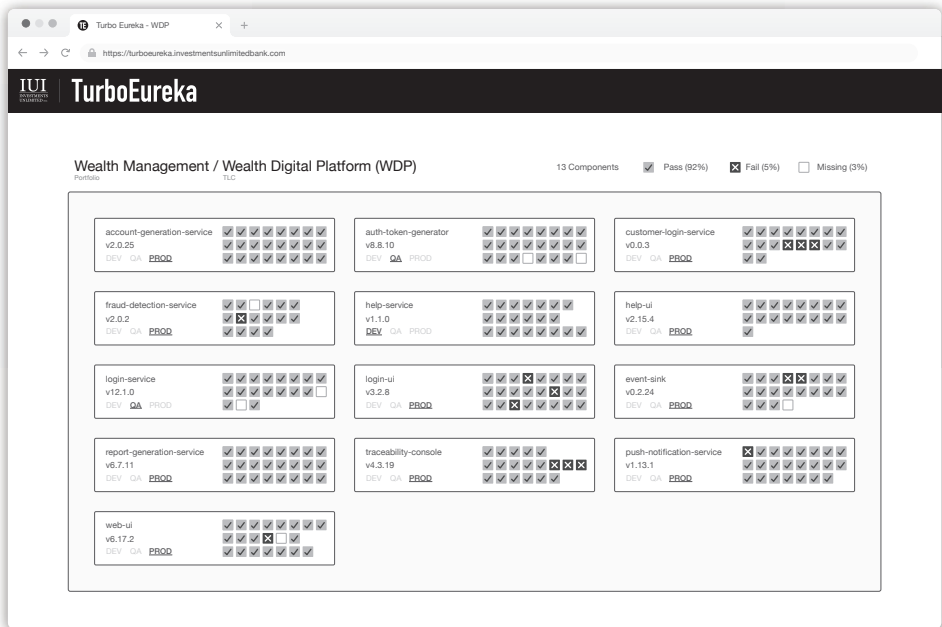 TE Turbo Eureka - WDP
https://turboeureka.investmentsunlimitedbank.com
IUI
INVESTMENTS
UNLIMITED
TurboEureka
Wealth Management / Wealth Digital Platform (WDP)
Portfolio TLC
13 Components Pass (92%) Fail (5%) Missing (3%)
account-generation-service
v2.0.25
DEV QA PROD
auth-token-generator
v8.8.10
DEV QA PROD
customer-login-service
v0.0.3
DEV QA PROD
fraud-detection-service
v2.0.2
DEV QA PROD
help-service
v1.1.0
DEV QA PROD
help-ui
v2.15.4
DEV QA PROD
login-service
v12.1.0
DEV QA PROD
login-ui
v3.2.8
DEV QA PROD
event-sink
v0.2.24
DEV QA PROD
report-generation-service
v6.7.11
DEV QA PROD
traceability-console
v4.3.19
DEV QA PROD
push-notification-service
v1.13.1
DEV QA PROD
web-ui
v6.17.2
DEV QA PROD